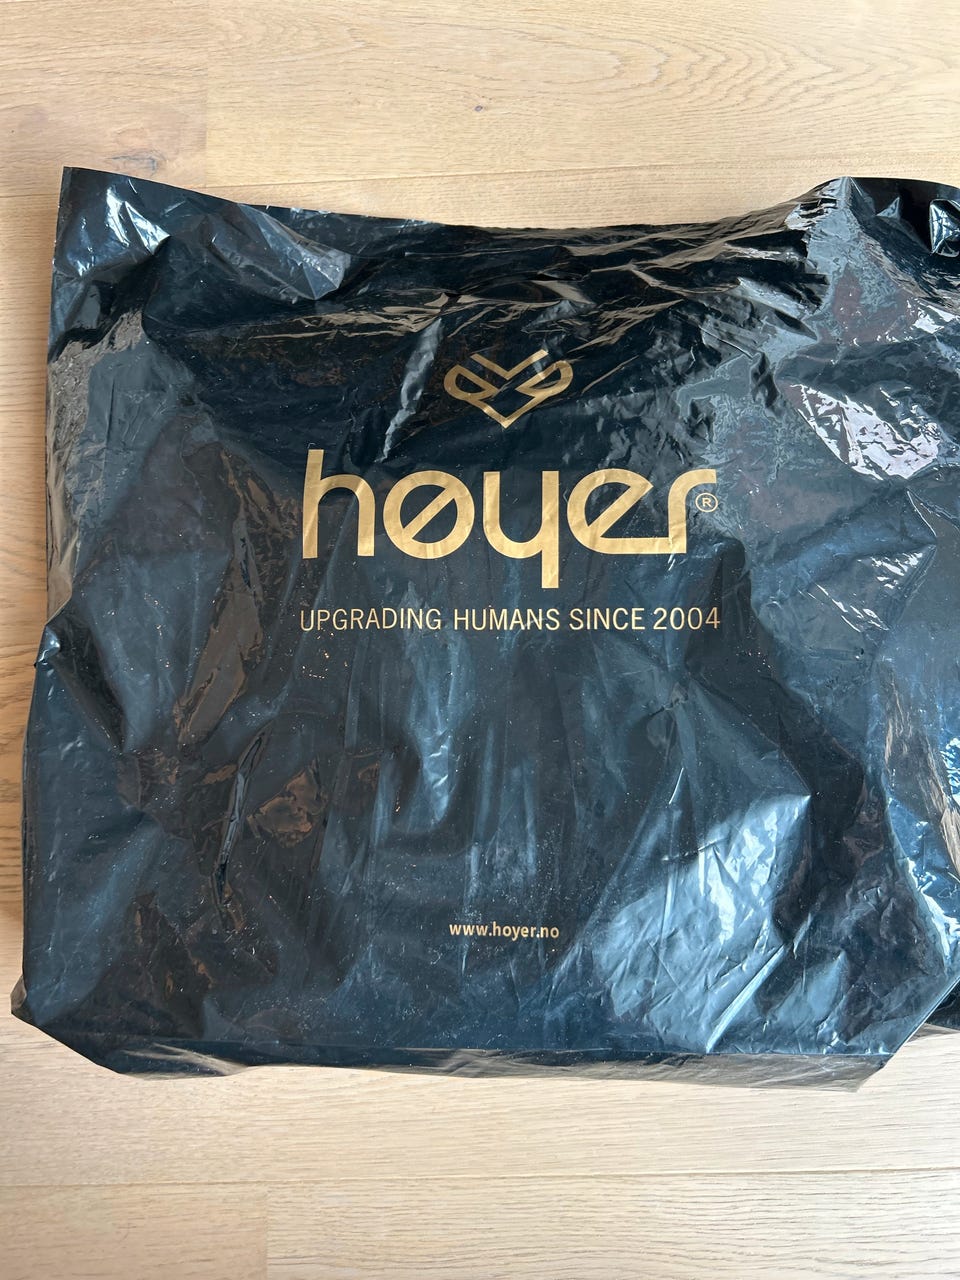 høyer®
UPGRADING HUMANS SINCE 2004
www.hoyer.no